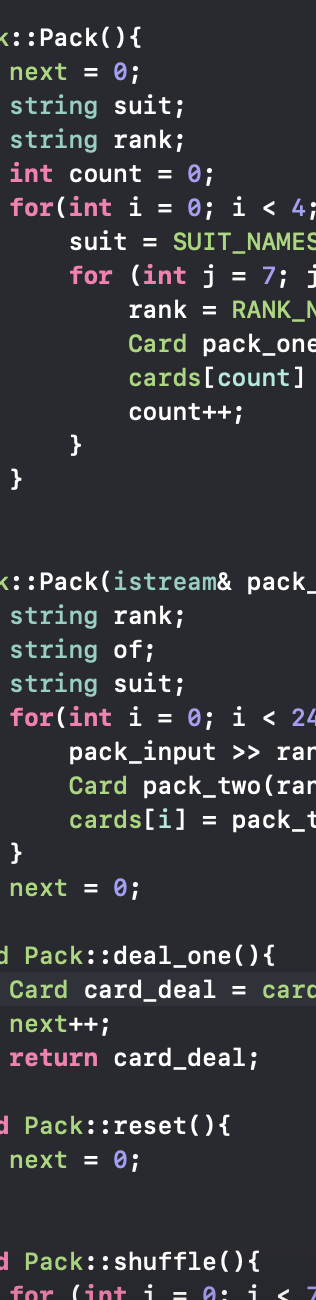 k::Pack(){
next = 0;
string suit;
string rank;
int count = 0;
for(int i = 0; i < 4;
suit = SUIT_NAMES
for (int j = 7; j
rank = RANK_N
Card pack_one
cards[count]
count++;
}
}
k::Pack(istream& pack_
string rank;
string of;
string suit;
for(int i = 0; i < 24
pack_input >> ran
Card pack_two(ran
cards[i] = pack_t
}
next = 0;
d Pack::deal_one(){
Card card_deal = card
next++;
return card_deal;
d Pack::reset(){
next = 0;
d Pack::shuffle(){
for (int i = 0; i < 7